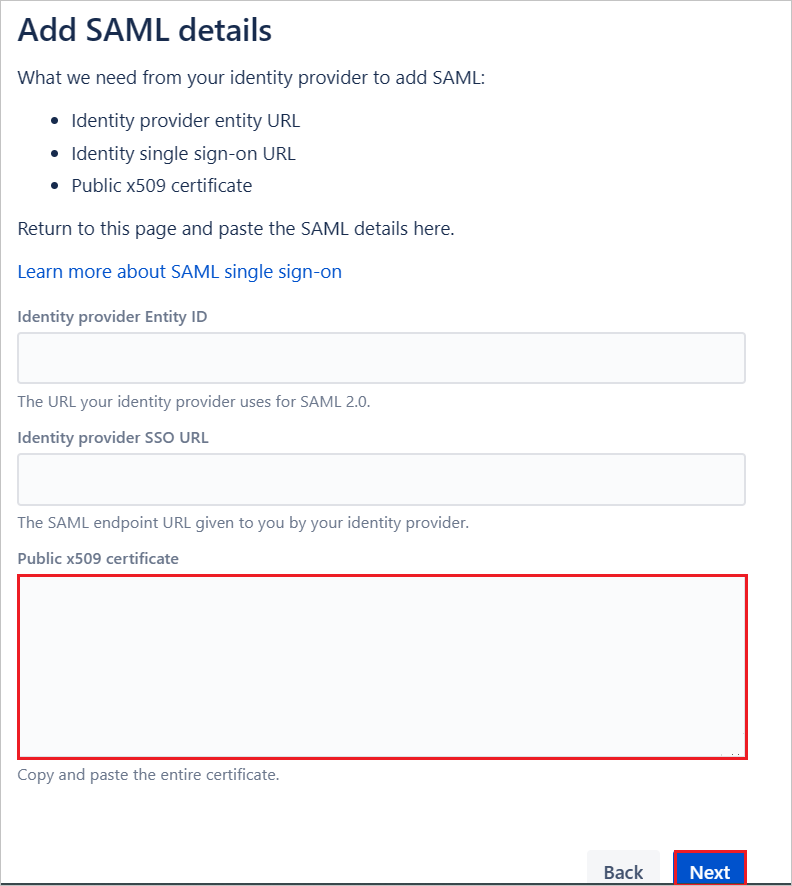 Add SAML details
What we need from your identity provider to add SAML:
• Identity provider entity URL
• Identity single sign-on URL
• Public x509 certificate
Return to this page and paste the SAML details here.
Learn more about SAML single sign-on
Identity provider Entity ID
The URL your identity provider uses for SAML 2.0.
Identity provider SSO URL
The SAML endpoint URL given to you by your identity provider.
Public x509 certificate
Copy and paste the entire certificate.
Back Next